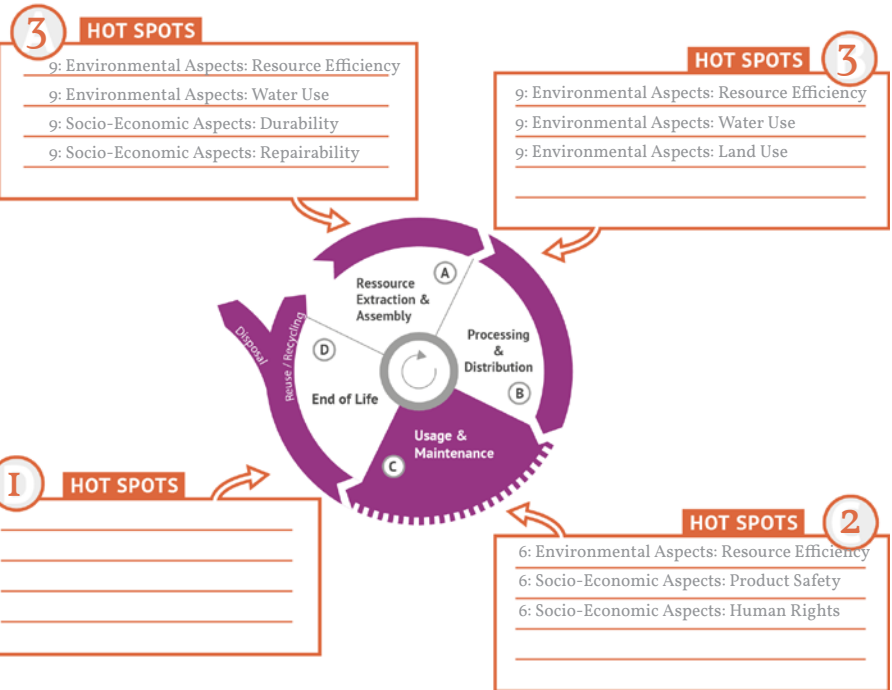 3 HOT SPOTS
9: Environmental Aspects: Resource Efficiency
9: Environmental Aspects: Water Use
9: Socio-Economic Aspects: Durability
9: Socio-Economic Aspects: Repairability
HOT SPOTS 3
9: Environmental Aspects: Resource Efficiency
9: Environmental Aspects: Water Use
9: Environmental Aspects: Land Use
A
Ressource
Extraction &
Assembly
Processing
&
Distribution
B
Usage &
Maintenance
C
D
End of Life
Reuse / Recycling
Disposal
1 HOT SPOTS
HOT SPOTS 2
6: Environmental Aspects: Resource Efficiency
6: Socio-Economic Aspects: Product Safety
6: Socio-Economic Aspects: Human Rights